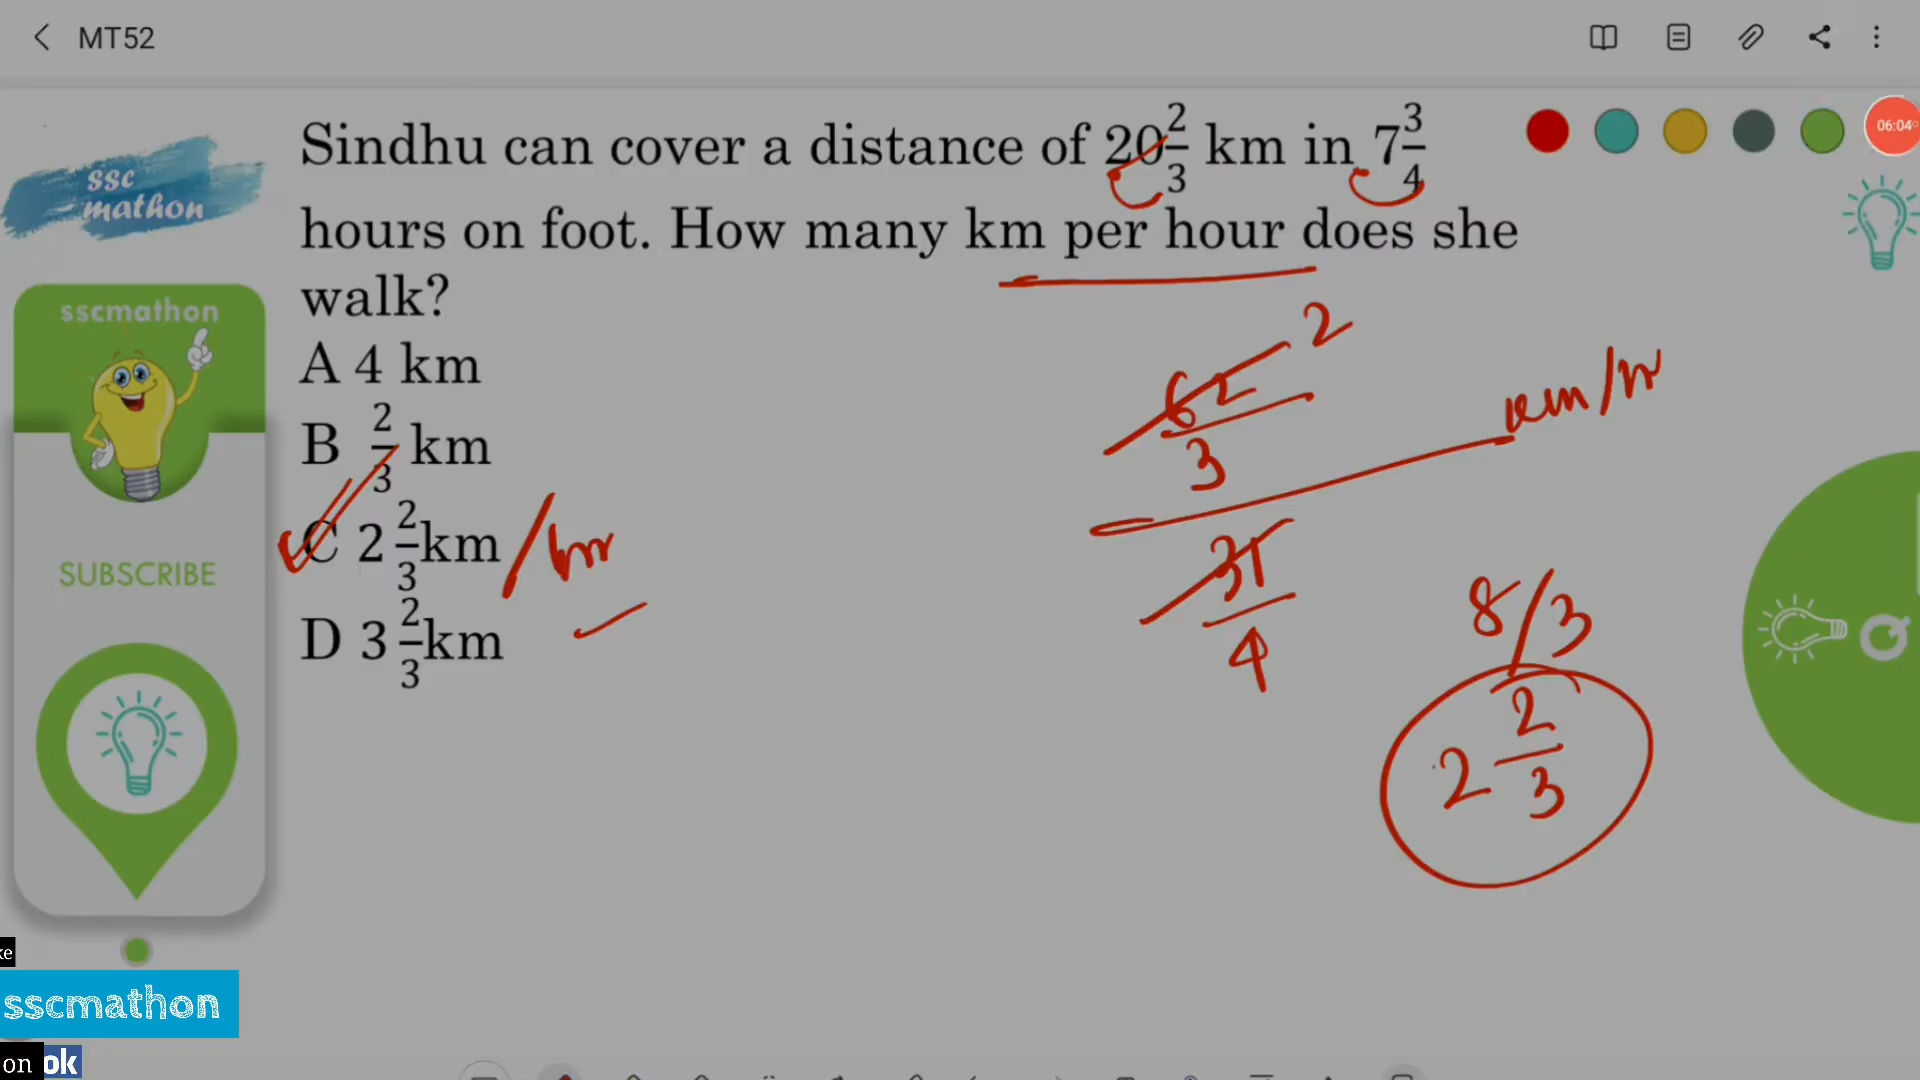 MT52
06:04
Sindhu can cover a distance of 20 2/3 km in 7 3/4
hours on foot. How many km per hour does she
walk?
A 4 km
B 2/3 km
C 2 2/3 km /hr
D 3 2/3 km
ssc
mathon
sscmathon
SUBSCRIBE
62 2
3
km/hr
31
4
8/3
2 2/3
ke
sscmathon
on ok